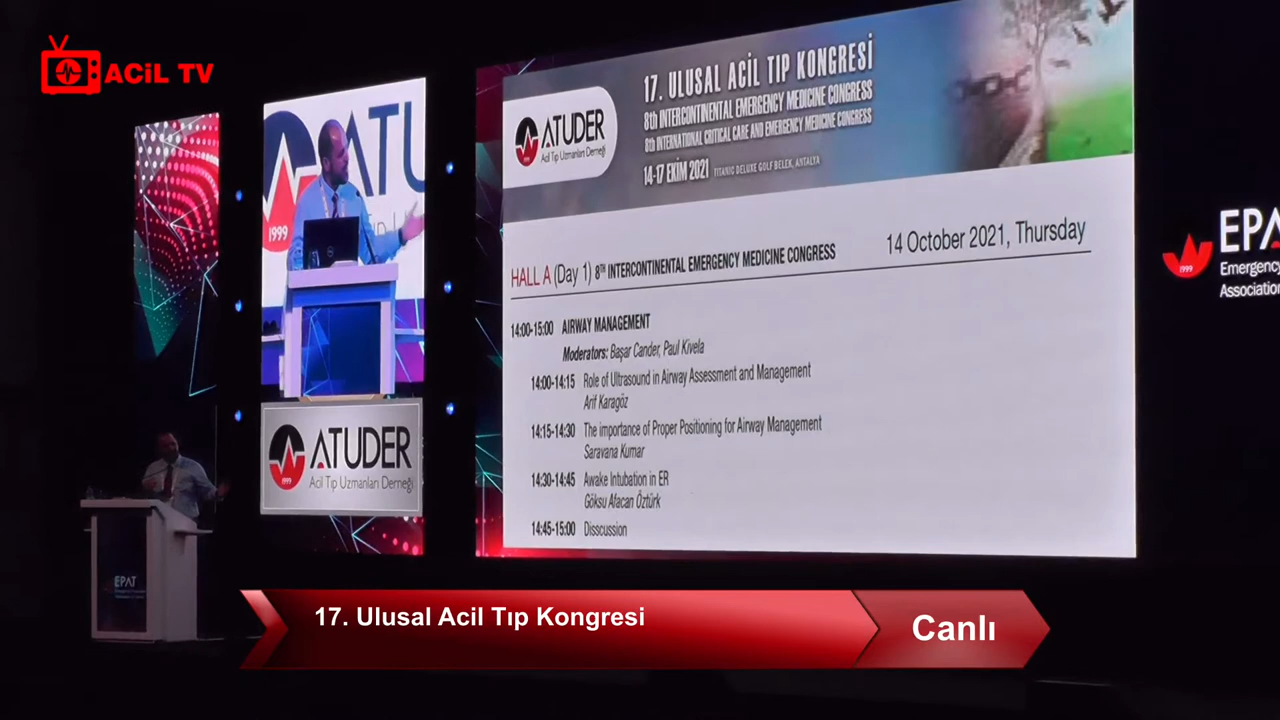 ACİL TV
ATUDER
Acil Tıp Uzmanları Derneği
17. ULUSAL ACİL TIP KONGRESİ
8th INTERCONTINENTAL EMERGENCY MEDICINE CONGRESS
8th INTERNATIONAL CRITICAL CARE AND EMERGENCY MEDICINE CONGRESS
14-17 EKİM 2021 TITANIC DELUXE GOLF BELEK, ANTALYA
HALL A (Day 1) 8TH INTERCONTINENTAL EMERGENCY MEDICINE CONGRESS 14 October 2021, Thursday
14:00-15:00 AIRWAY MANAGEMENT
Moderators: Başar Cander, Paul Kivela
14:00-14:15 Role of Ultrasound in Airway Assessment and Management
Arif Karagöz
14:15-14:30 The importance of Proper Positioning for Airway Management
Saravana Kumar
14:30-14:45 Awake Intubation in ER
Göksu Afacan Öztürk
14:45-15:00 Disscussion
ATU
1999
1999
ATUDER
Acil Tıp Uzmanları Derneği
1999
EPA
Emergency
Association
EPAT
17. Ulusal Acil Tıp Kongresi
Canlı